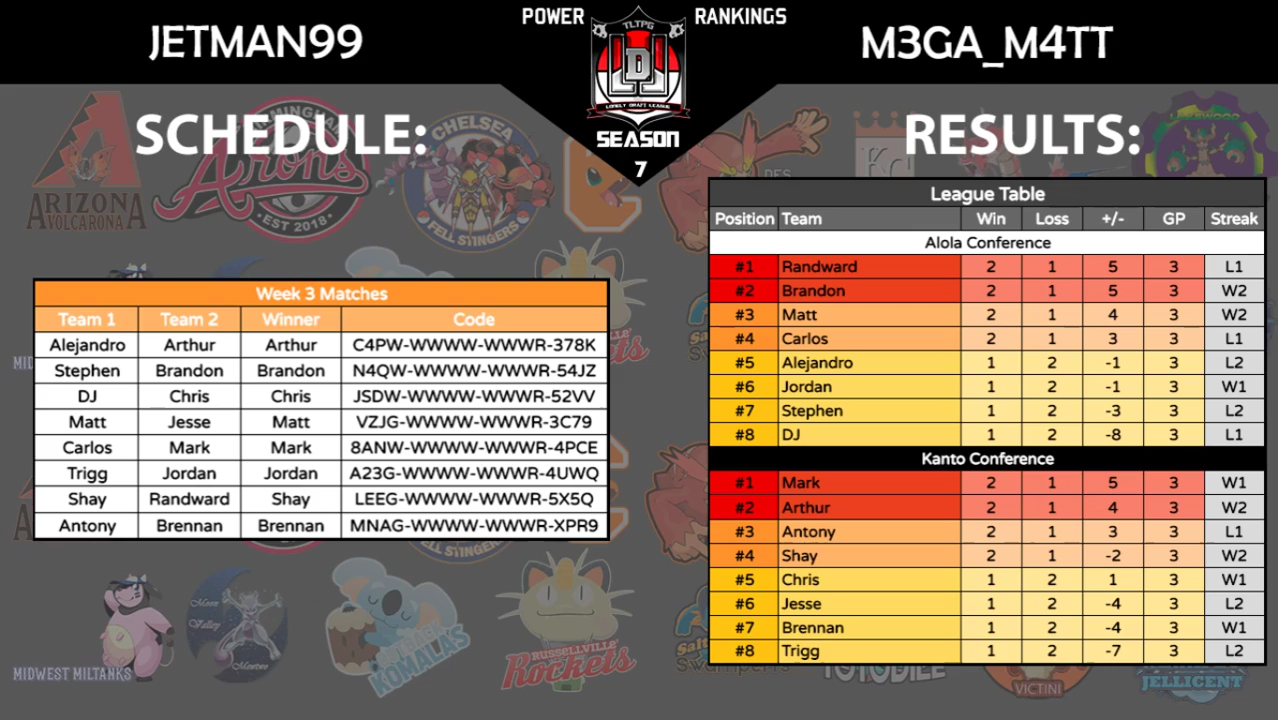 POWER RANKINGS
JETMAN99
M3GA_M4TT
TLTPG
LDL
LONELY DRAFT LEAGUE
SEASON
7
SCHEDULE:
RESULTS:
Week 3 Matches
Team 1 Team 2 Winner Code
Alejandro Arthur Arthur C4PW-WWWW-WWWR-378K
Stephen Brandon Brandon N4QW-WWWW-WWWR-54JZ
DJ Chris Chris JSDW-WWWW-WWWR-52VV
Matt Jesse Matt VZJG-WWWW-WWWR-3C79
Carlos Mark Mark 8ANW-WWWW-WWWR-4PCE
Trigg Jordan Jordan A23G-WWWW-WWWR-4UWQ
Shay Randward Shay LEEG-WWWW-WWWR-5X5Q
Antony Brennan Brennan MNAG-WWWW-WWWR-XPR9
League Table
Position Team Win Loss +/- GP Streak
Alola Conference
#1 Randward 2 1 5 3 L1
#2 Brandon 2 1 5 3 W2
#3 Matt 2 1 4 3 W2
#4 Carlos 2 1 3 3 L1
#5 Alejandro 1 2 -1 3 L2
#6 Jordan 1 2 -1 3 W1
#7 Stephen 1 2 -3 3 L2
#8 DJ 1 2 -8 3 L1
Kanto Conference
#1 Mark 2 1 5 3 W1
#2 Arthur 2 1 4 3 W2
#3 Antony 2 1 3 3 L1
#4 Shay 2 1 -2 3 W2
#5 Chris 1 2 1 3 W1
#6 Jesse 1 2 -4 3 L2
#7 Brennan 1 2 -4 3 W1
#8 Trigg 1 2 -7 3 L2
ARIZONA
VOLCARONA
Arons
EST 2018
CHELSEA
FELL STINGERS
KC
MIDWEST MILTANKS
Moon
Valley
Mewtwo
KOMALAS
RUSSELLVILLE
Rockets
TOTODILE
VICTINI
JELLICENT